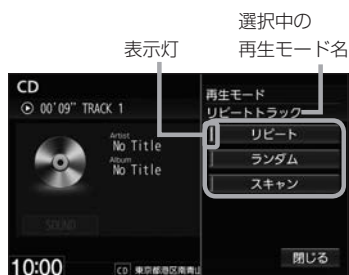 選択中の
表示灯
再生モード名
CD
00'09" TRACK 1
再生モード
リピートトラック
Artist
No Title
Album
No Title
リピート
ランダム
スキャン
SOUND
閉じる
10:00
CD 東京都港区南青山